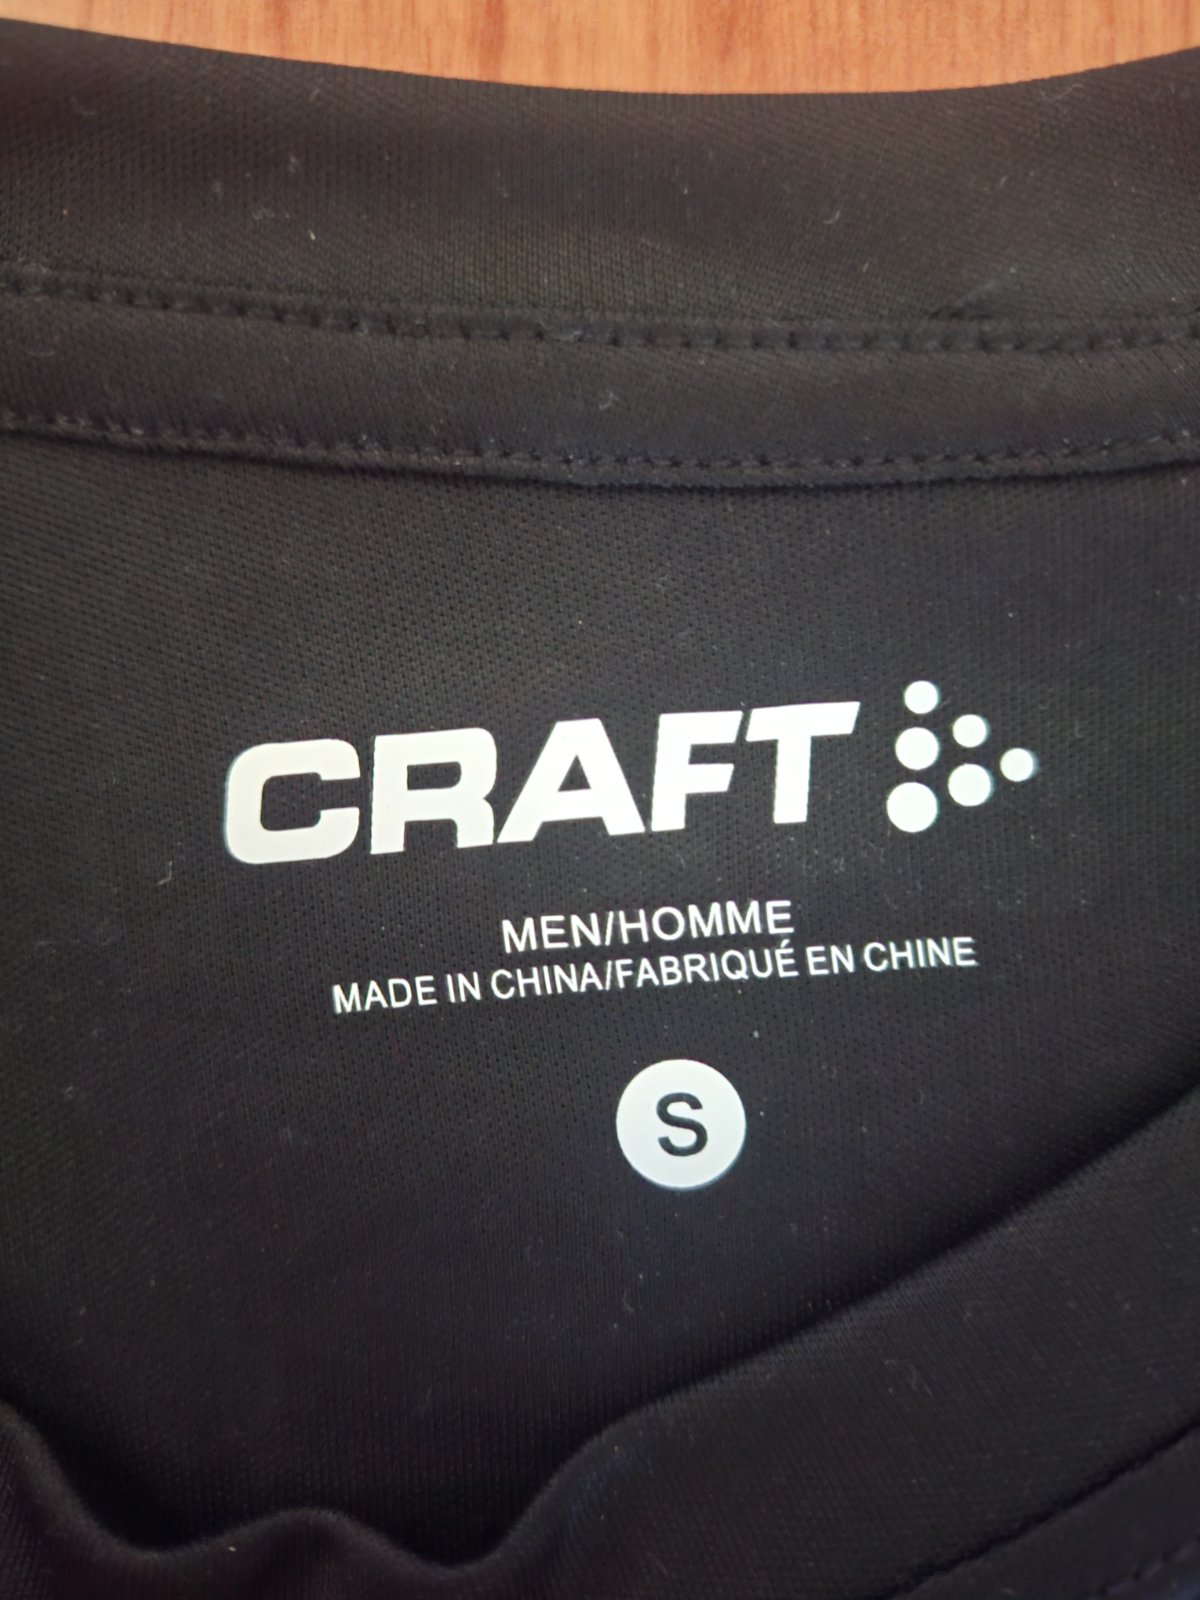 CRAFT
MEN/HOMME
MADE IN CHINA/FABRIQUÉ EN CHINE
S